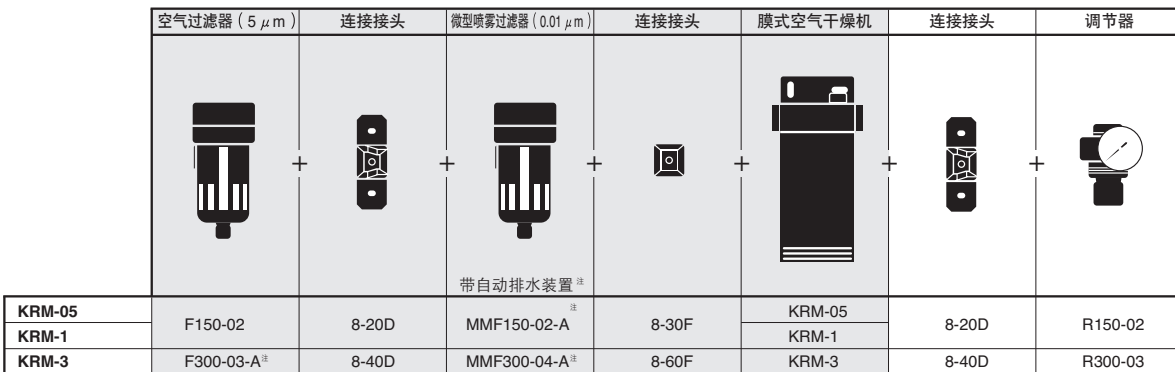 空气过滤器(5μm) 连接接头 微型喷雾过滤器(0.01μm) 连接接头 膜式空气干燥机 连接接头 调节器
+ + + + + +
带自动排水装置注
KRM-05 F150-02 8-20D MMF150-02-A注 8-30F KRM-05 8-20D R150-02
KRM-1 KRM-1
KRM-3 F300-03-A注 8-40D MMF300-04-A注 8-60F KRM-3 8-40D R300-03